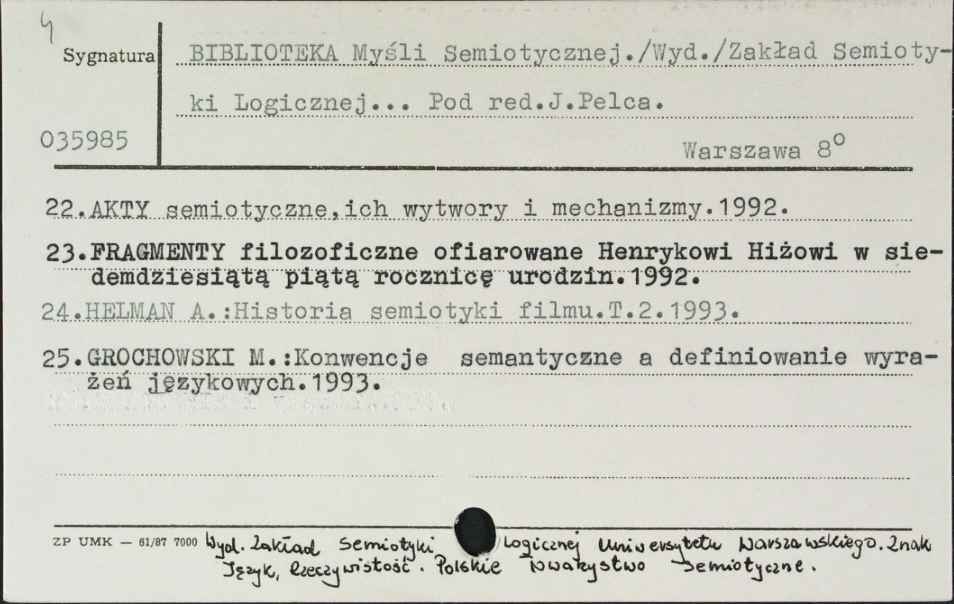 4
Sygnatura
BIBLIOTEKA Myśli Semiotycznej./Wyd./Zakład Semioty-
ki Logicznej... Pod red.J.Pelca.
035985
Warszawa 8⁰
22.AKTY semiotyczne,ich wytwory i mechanizmy.1992.
23.FRAGMENTY filozoficzne ofiarowane Henrykowi Hiżowi w sie-
demdziesiątą piątą rocznicę urodzin.1992.
24.HELMAN A.:Historia semiotyki filmu.T.2.1993.
25.GROCHOWSKI M.:Konwencje semantyczne a definiowanie wyra-
żeń językowych.1993.
ZP UMK — 61/87 7000 Wyd. Zakład Semiotyki Logicznej Uniwersytetu Warszawskiego. Znak
Język, Rzeczywistość. Polskie Towarzystwo Semiotyczne.